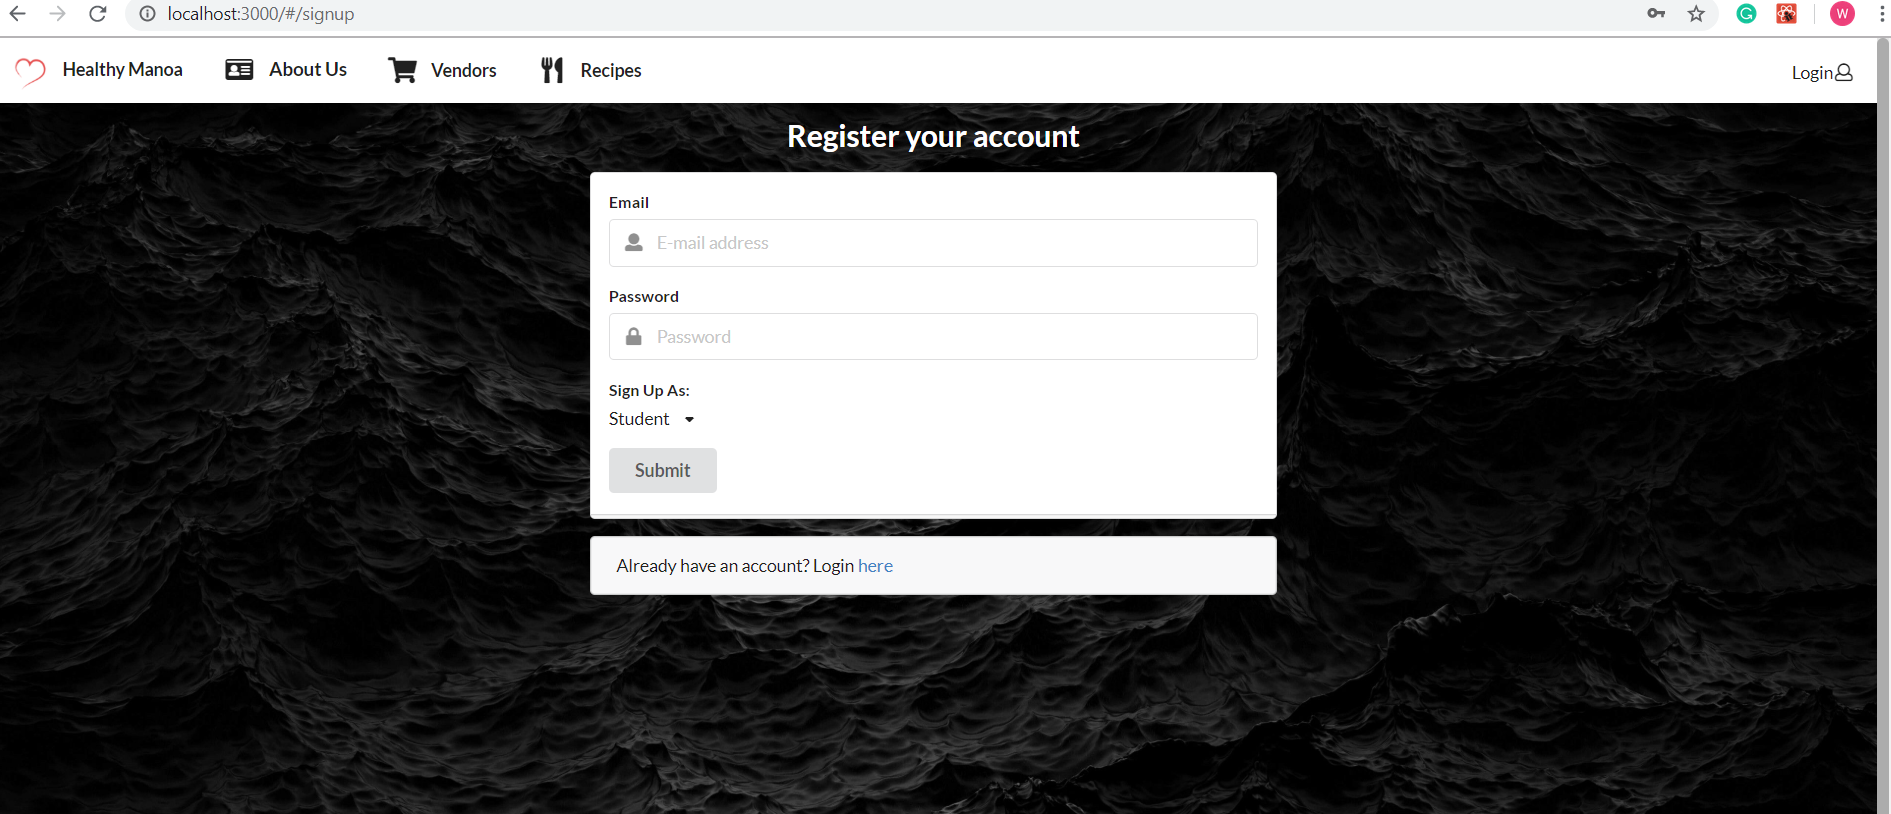 localhost:3000/#/signup
W
Healthy Manoa
About Us
Vendors
Recipes
Login
Register your account
Email
E-mail address
Password
Password
Sign Up As:
Student
Submit
Already have an account? Login here